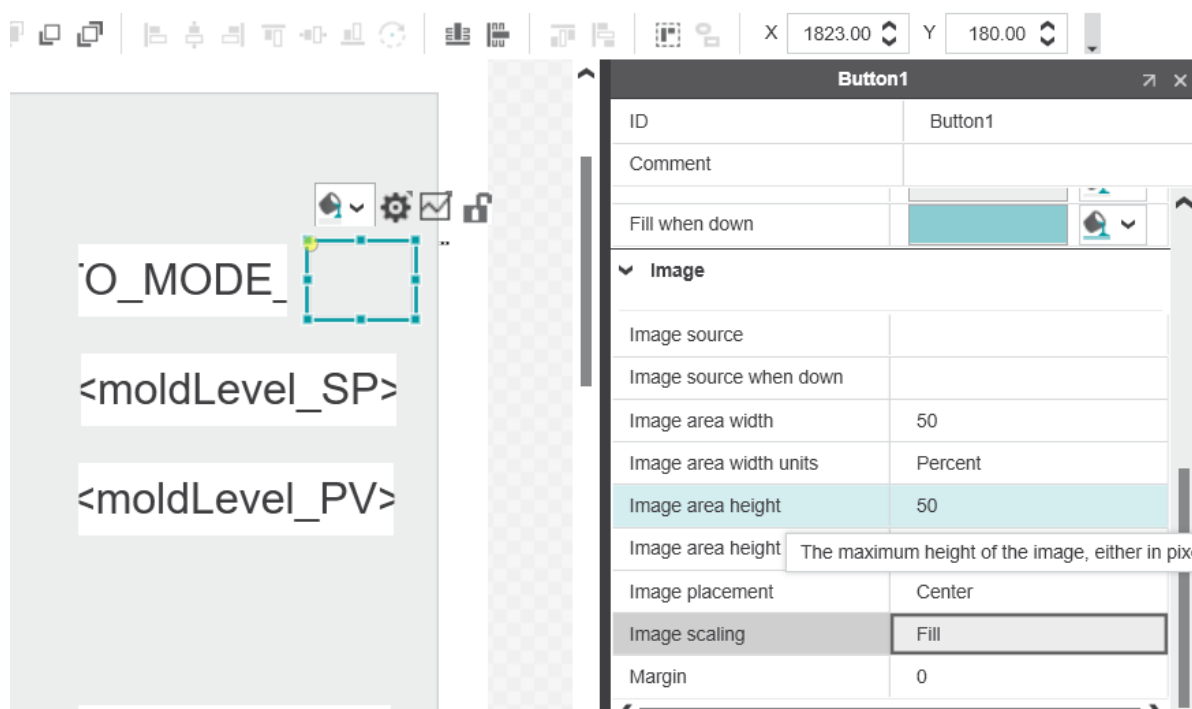 X 1823.00 Y 180.00
Button1
ID Button1
Comment
Fill when down
TO_MODE_
Image
Image source
<moldLevel_SP>
Image source when down
Image area width 50
Image area width units Percent
<moldLevel_PV>
Image area height 50
Image area height
The maximum height of the image, either in pix
Image placement Center
Image scaling Fill
Margin 0